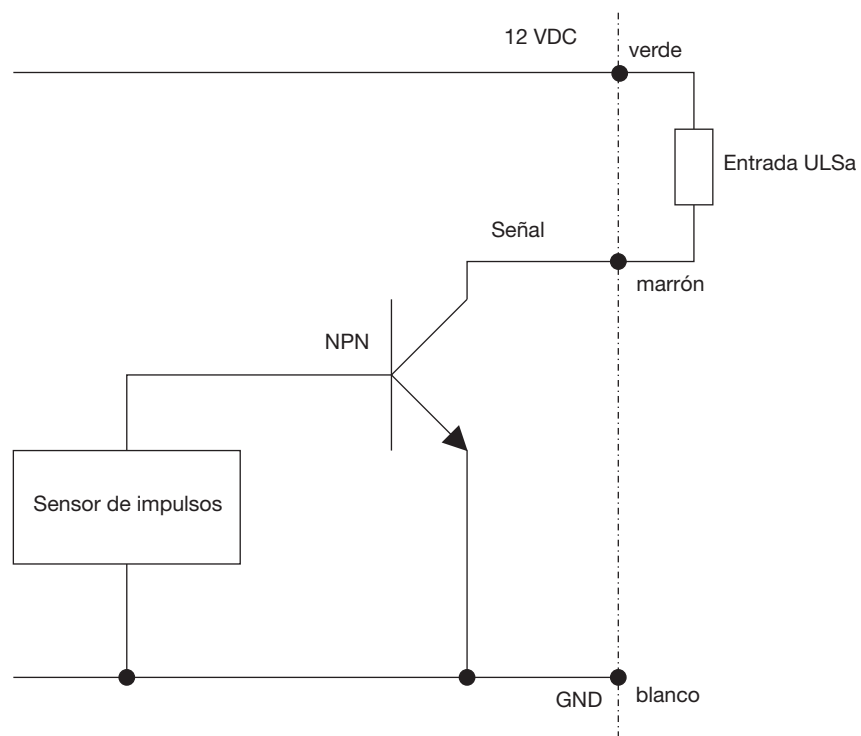 12 VDC
verde
Entrada ULSa
Señal
marrón
NPN
Sensor de impulsos
GND
blanco